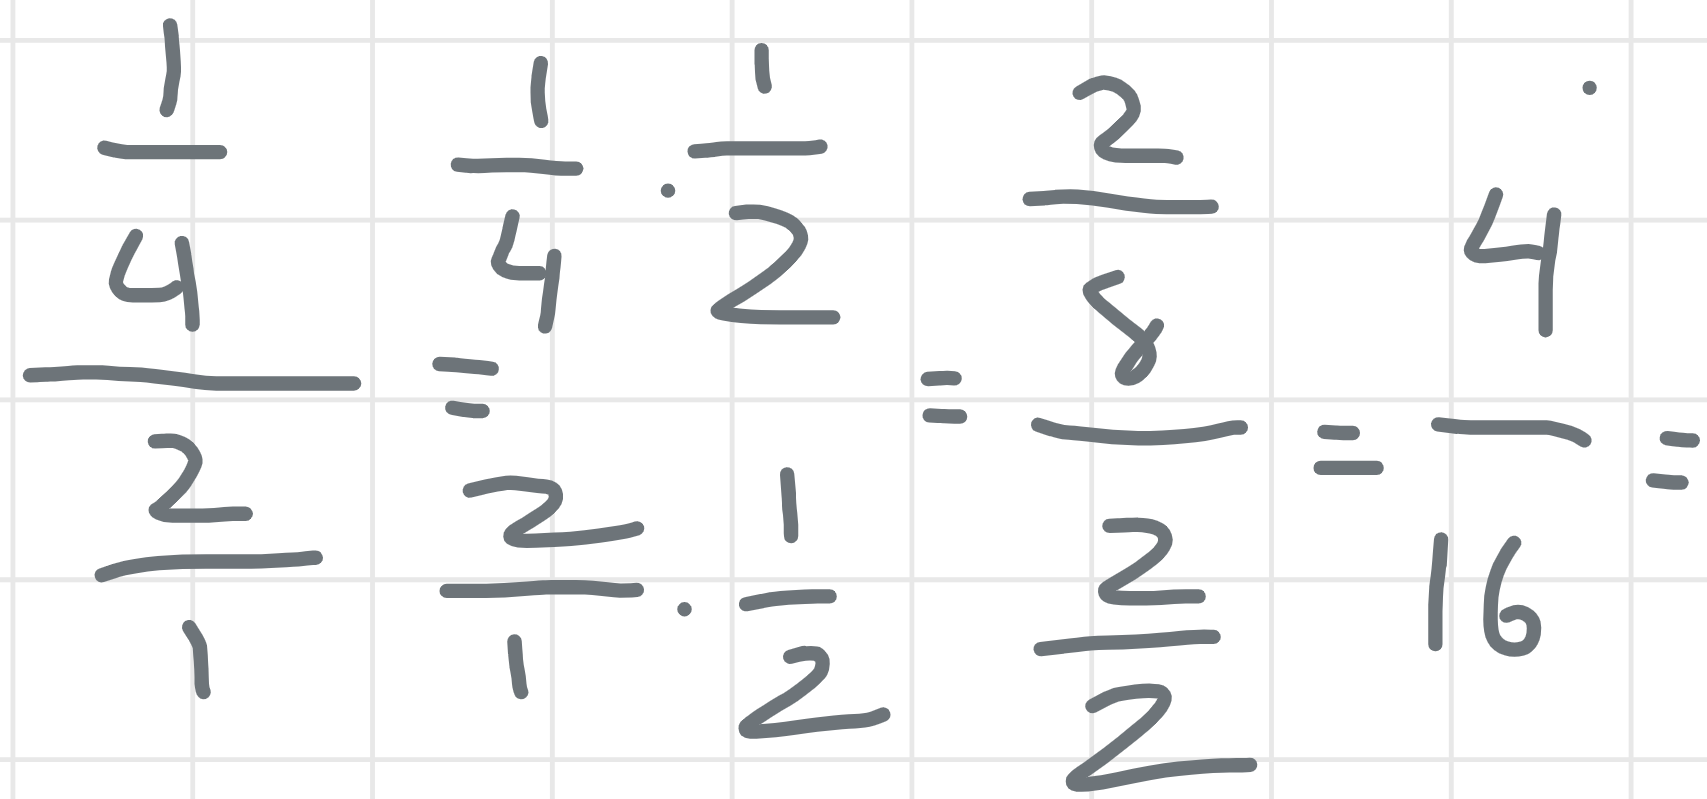 1/4 / 2/1 = 1/4 · 1/2 / 2/1 · 1/2 = 2/8 / 2/2 = 4/16 =